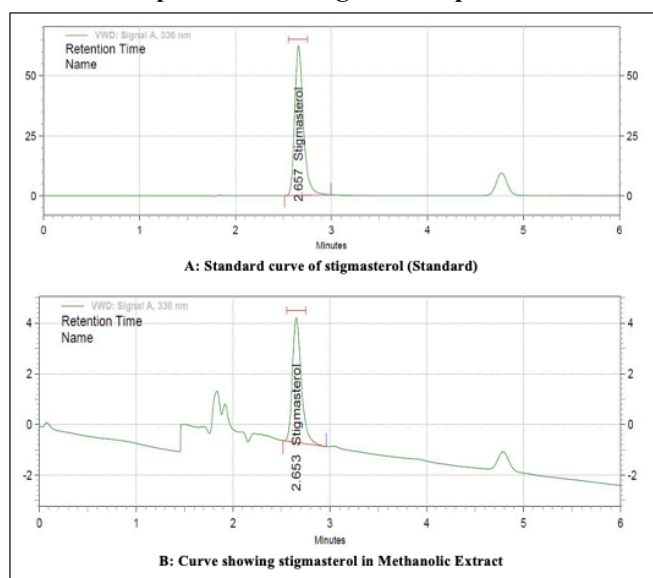 VWD: Signal A, 336 nm
Retention Time
Name
50
25
0
50
25
0
2.657 Stigmasterol
0 1 2 3 4 5 6
Minutes
A: Standard curve of stigmasterol (Standard)
VWD: Signal A, 336 nm
Retention Time
Name
4
2
0
-2
4
2
0
-2
2.653 Stigmasterol
0 1 2 3 4 5 6
Minutes
B: Curve showing stigmasterol in Methanolic Extract